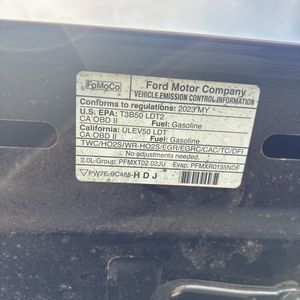 FoMoCo
Ford Motor Company
VEHICLE EMISSION CONTROL INFORMATION
Conforms to regulations: 2023 MY
U.S. EPA: T3B50 LDT2
CA OBD II Fuel: Gasoline
California: ULEV50 LDT
CA OBD II Fuel: Gasoline
TWC/HO2S/WR-HO2S/EGR/EGRC/CAC/TC/DFI
No adjustments needed.
2.0L-Group: PFMXT02.02JU Evap: PFMXR0135NDF
PW7E-9C485-HDJ